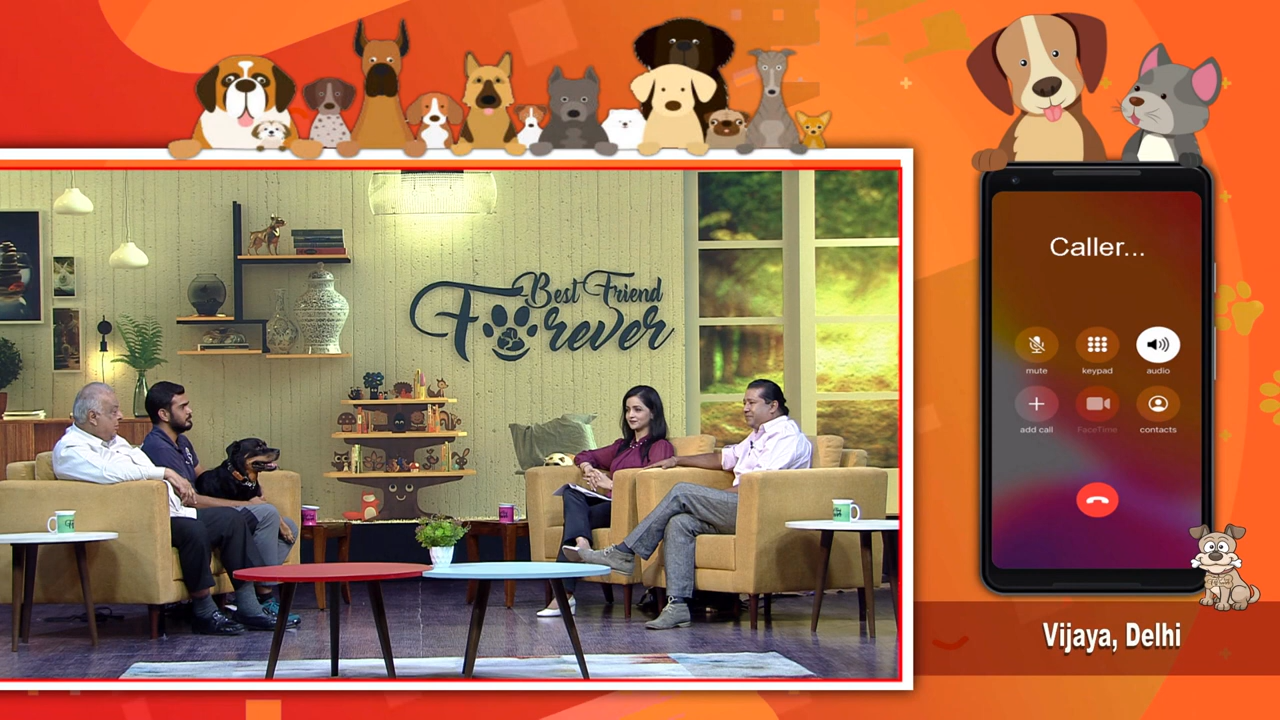 Best Friend
Forever
Caller...
mute
keypad
audio
add call
FaceTime
contacts
Vijaya, Delhi